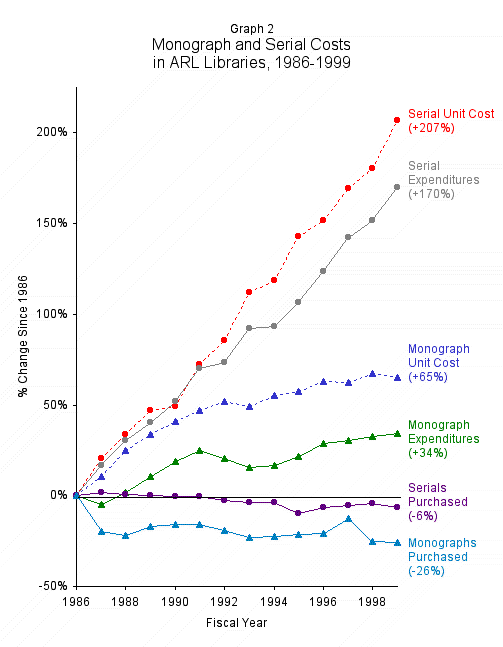 Graph 2
Monograph and Serial Costs
in ARL Libraries, 1986-1999
Serial Unit Cost
(+207%)
Serial
Expenditures
(+170%)
Monograph
Unit Cost
(+65%)
Monograph
Expenditures
(+34%)
Serials
Purchased
(-6%)
Monographs
Purchased
(-26%)
% Change Since 1986
200%
150%
100%
50%
0%
-50%
1986 1988 1990 1992 1994 1996 1998
Fiscal Year